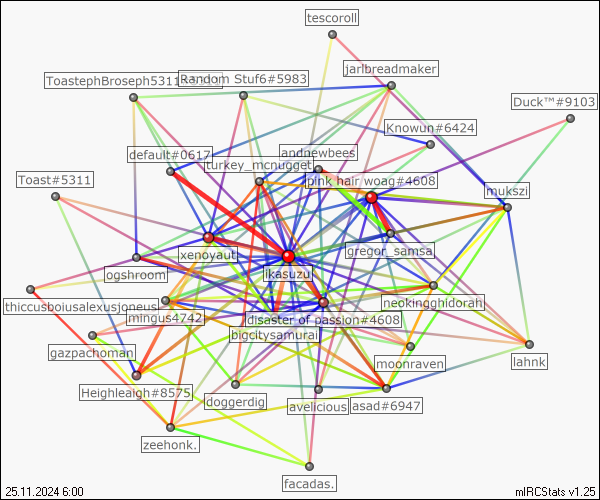 tescoroll
jarlbreadmaker
ToastephBroseph5311
Random Stuf6#5983
Duck™#9103
Knowun#6424
andnewbees
default#0617
turkey_mcnugget
pink hair woag#4608
Toast#5311
mukszi
gregor_samsa
xenoyaut
logshroom
ikasuzu
thiccusboiusalexusjoneus
neokingghidorah
mingus4742
disaster of passion#4608
bigcitysamurai
gazpachoman
moonraven
lahnk
Heighleaigh#8575
doggerdig
avelicious
asad#6947
zeehonk.
facadas.
25.11.2024 6:00
mIRCStats v1.25